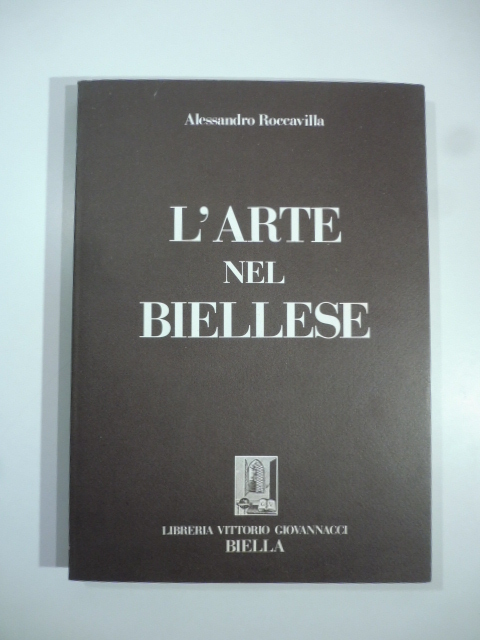 Alessandro Roccavilla
L'ARTE
NEL
BIELLESE
LIBRERIA VITTORIO GIOVANNACCI
BIELLA